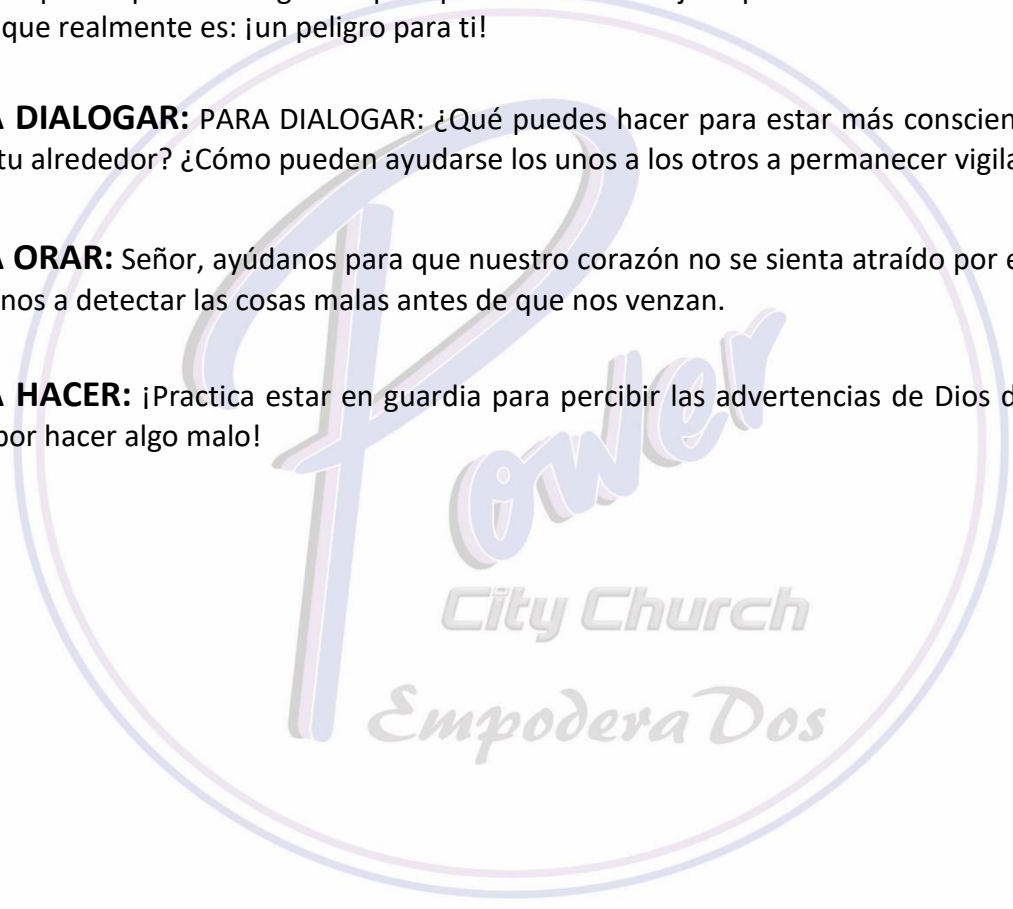 que realmente es: ¡un peligro para ti!
A DIALOGAR: PARA DIALOGAR: ¿Qué puedes hacer para estar más conscien
tu alrededor? ¿Cómo pueden ayudarse los unos a los otros a permanecer vigila
A ORAR: Señor, ayúdanos para que nuestro corazón no se sienta atraído por e
nos a detectar las cosas malas antes de que nos venzan.
A HACER: ¡Practica estar en guardia para percibir las advertencias de Dios d
por hacer algo malo!
Power
City Church
EmpoderaDos